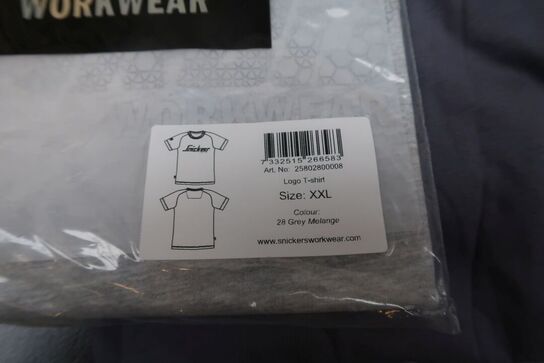 WORKWEAR
WORKWEAR
Snickers
7 332515 266583
Art. No: 25802800008
Logo T-shirt
Size: XXL
Colour:
28 Grey Melange
www.snickersworkwear.com